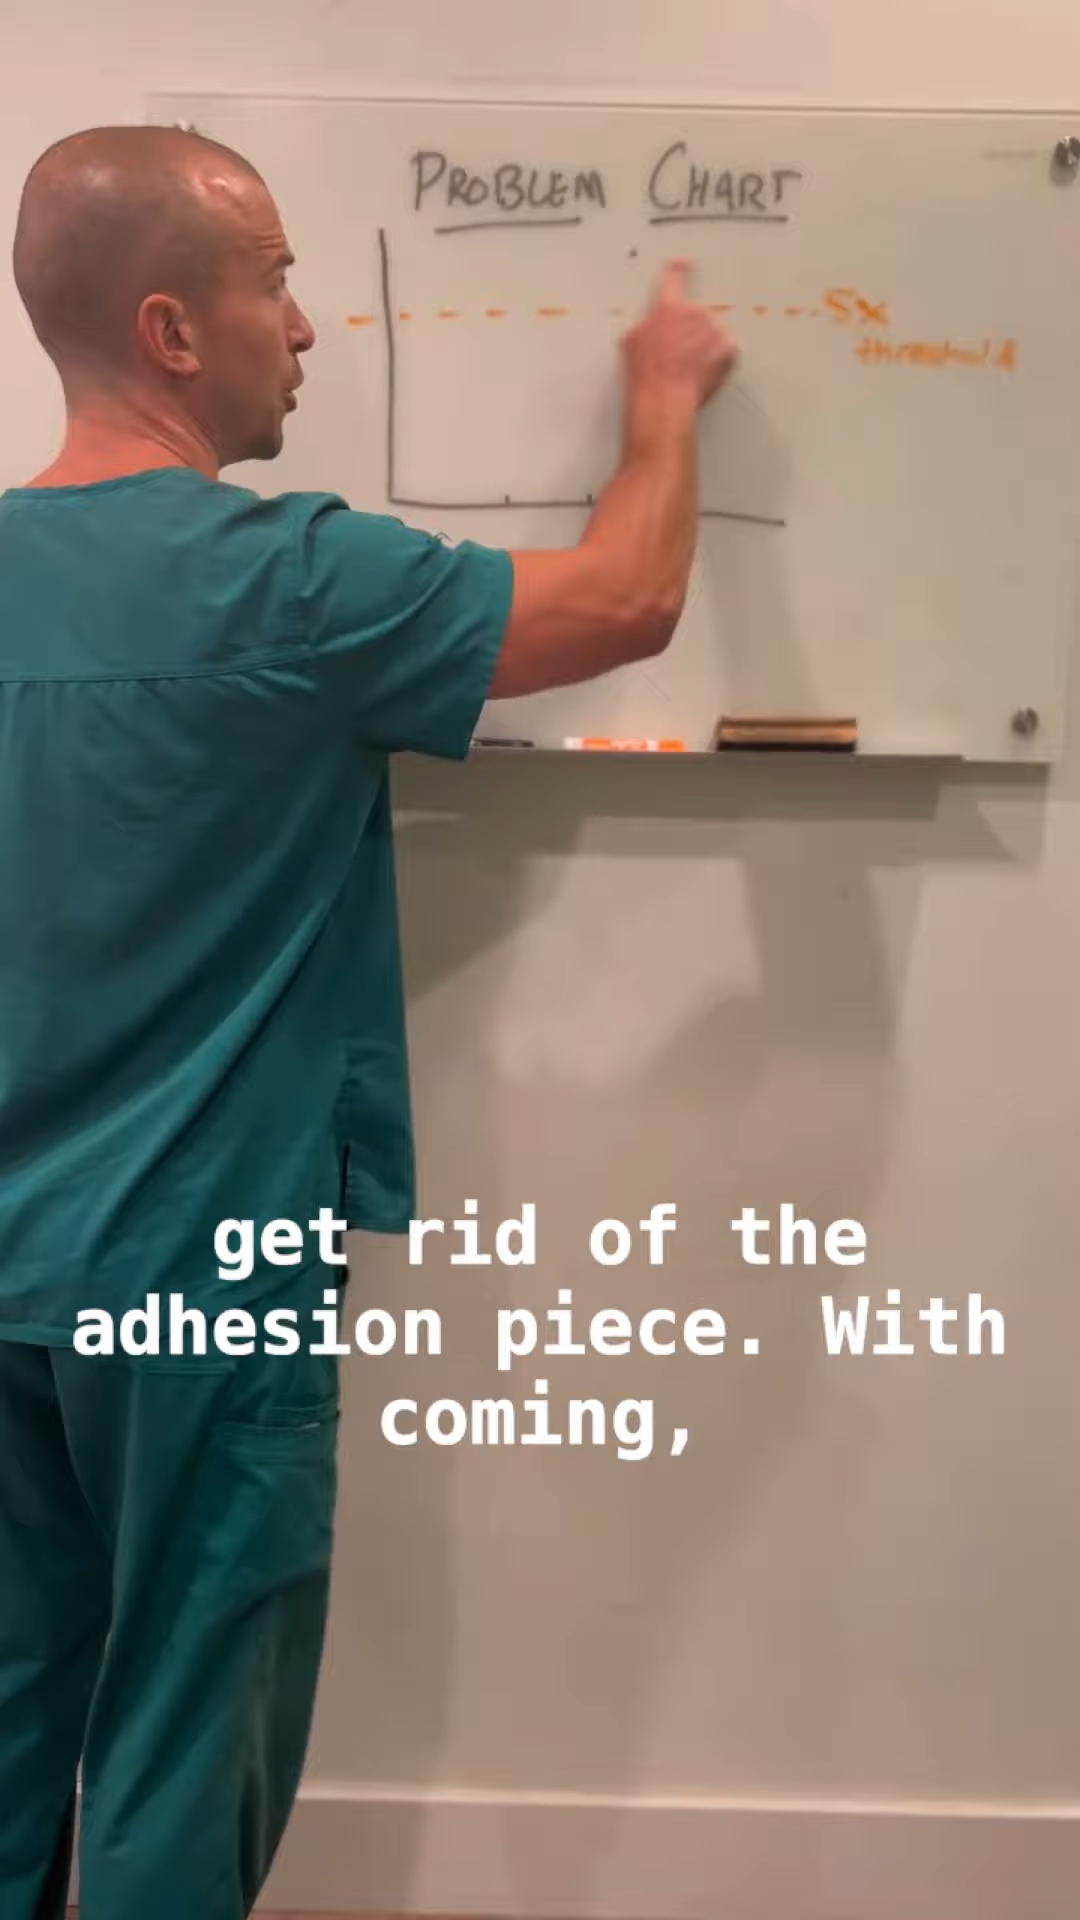 PROBLEM CHART
Sx
threshold
get rid of the
adhesion piece. With
coming,